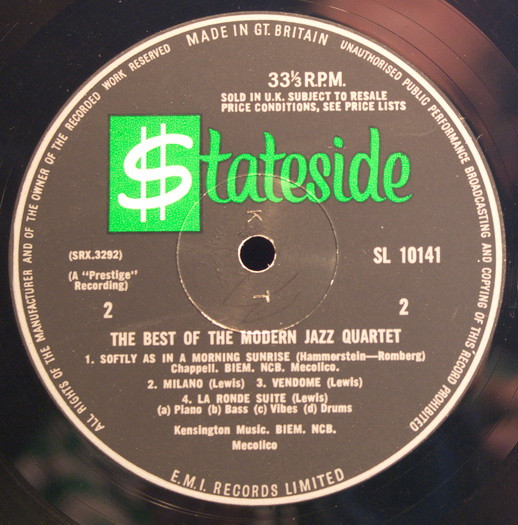 MADE IN GT. BRITAIN
UNAUTHORISED PUBLIC PERFORMANCE BROADCASTING AND COPYING OF THIS RECORD PROHIBITED
E.M.I. RECORDS LIMITED
ALL RIGHTS OF THE MANUFACTURER AND OF THE OWNER OF THE RECORDED WORK RESERVED
33⅓ R.P.M.
SOLD IN U.K. SUBJECT TO RESALE
PRICE CONDITIONS, SEE PRICE LISTS
$tateside
K
T
(SRX.3292)
SL 10141
(A "Prestige"
Recording)
2
2
THE BEST OF THE MODERN JAZZ QUARTET
1. SOFTLY AS IN A MORNING SUNRISE (Hammerstein—Romberg)
Chappell. BIEM. NCB. Mecolico.
2. MILANO (Lewis) 3. VENDOME (Lewis)
4. LA RONDE SUITE (Lewis)
(a) Piano (b) Bass (c) Vibes (d) Drums
Kensington Music. BIEM. NCB.
Mecolico